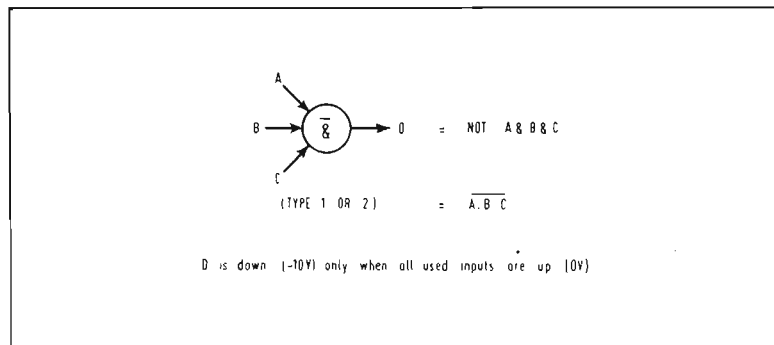 A
B
&
D = NOT A & B & C
C
(TYPE 1 OR 2) = A.B C
D is down (-10V) only when all used inputs are up (0V)